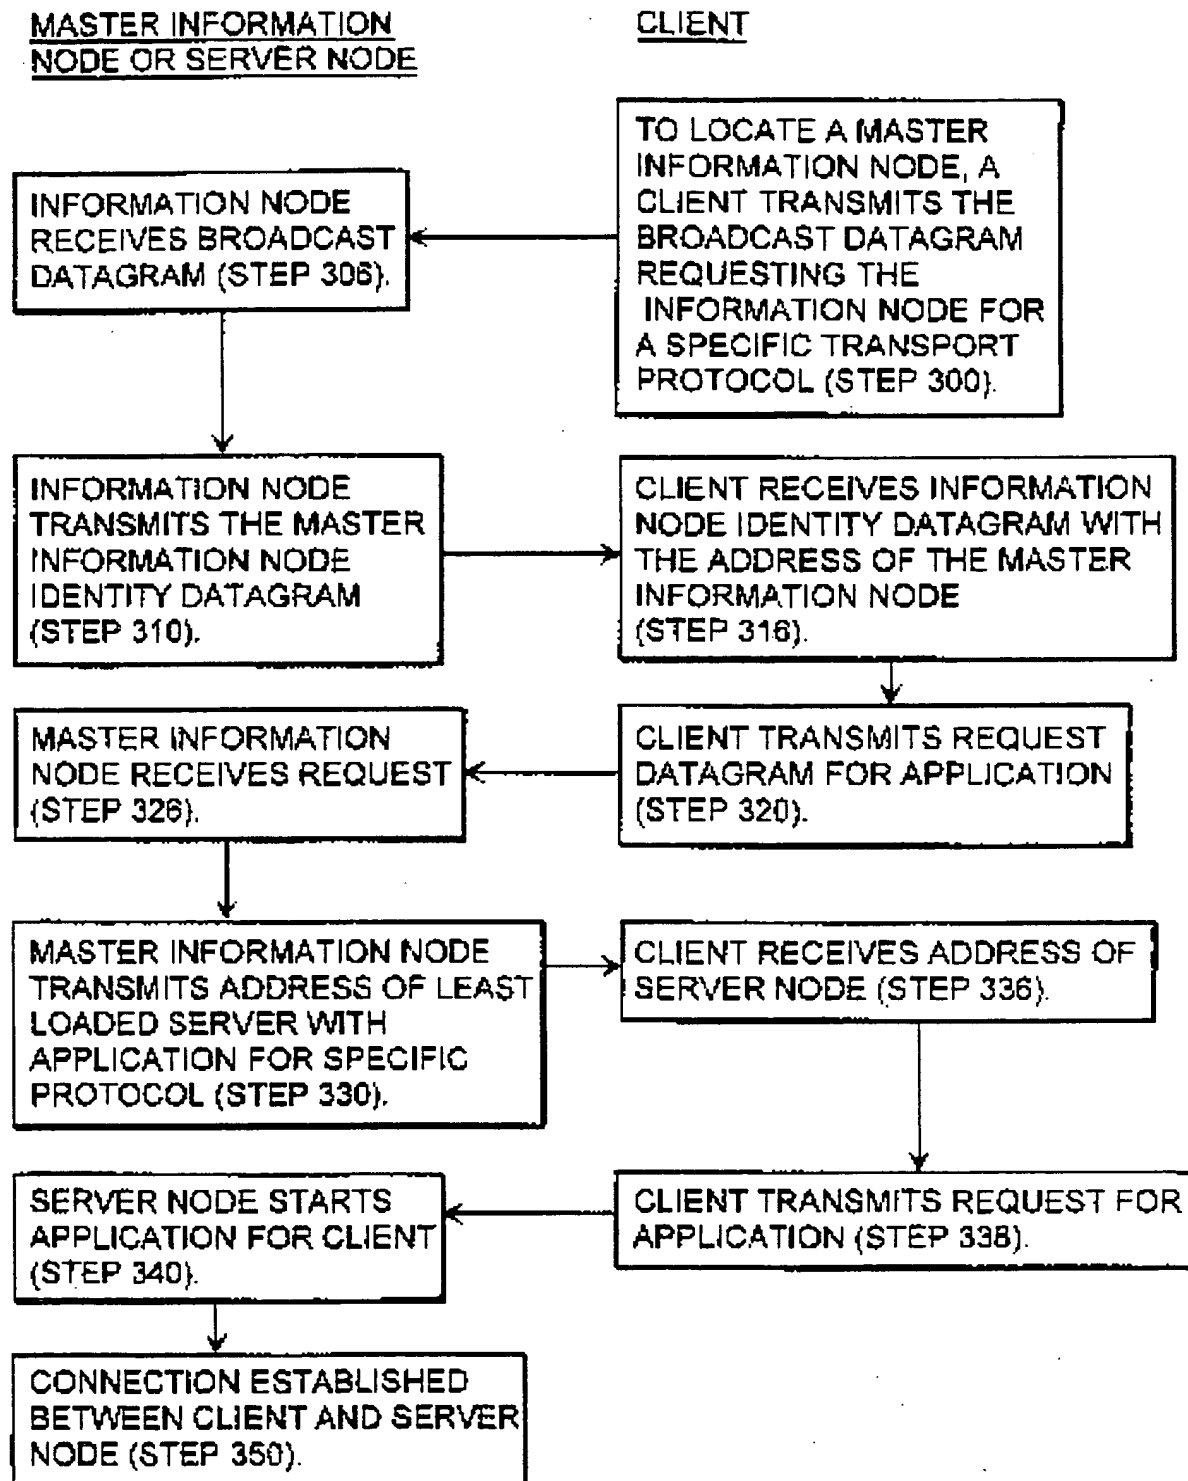 MASTER INFORMATION
NODE OR SERVER NODE
CLIENT
TO LOCATE A MASTER
INFORMATION NODE, A
CLIENT TRANSMITS THE
BROADCAST DATAGRAM
REQUESTING THE
INFORMATION NODE FOR
A SPECIFIC TRANSPORT
PROTOCOL (STEP 300).
INFORMATION NODE
RECEIVES BROADCAST
DATAGRAM (STEP 306).
INFORMATION NODE
TRANSMITS THE MASTER
INFORMATION NODE
IDENTITY DATAGRAM
(STEP 310).
CLIENT RECEIVES INFORMATION
NODE IDENTITY DATAGRAM WITH
THE ADDRESS OF THE MASTER
INFORMATION NODE
(STEP 316).
CLIENT TRANSMITS REQUEST
DATAGRAM FOR APPLICATION
(STEP 320).
MASTER INFORMATION
NODE RECEIVES REQUEST
(STEP 326).
MASTER INFORMATION NODE
TRANSMITS ADDRESS OF LEAST
LOADED SERVER WITH
APPLICATION FOR SPECIFIC
PROTOCOL (STEP 330).
CLIENT RECEIVES ADDRESS OF
SERVER NODE (STEP 336).
CLIENT TRANSMITS REQUEST FOR
APPLICATION (STEP 338).
SERVER NODE STARTS
APPLICATION FOR CLIENT
(STEP 340).
CONNECTION ESTABLISHED
BETWEEN CLIENT AND SERVER
NODE (STEP 350).